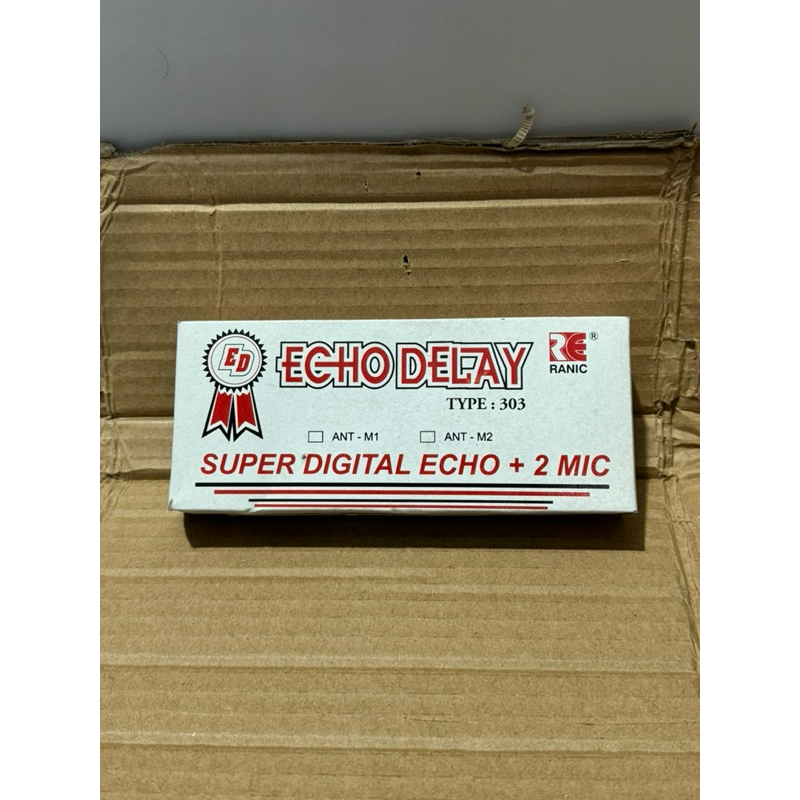 ED
ECHO DELAY
RE ®
RANIC
TYPE : 303
ANT - M1
ANT - M2
SUPER DIGITAL ECHO + 2 MIC